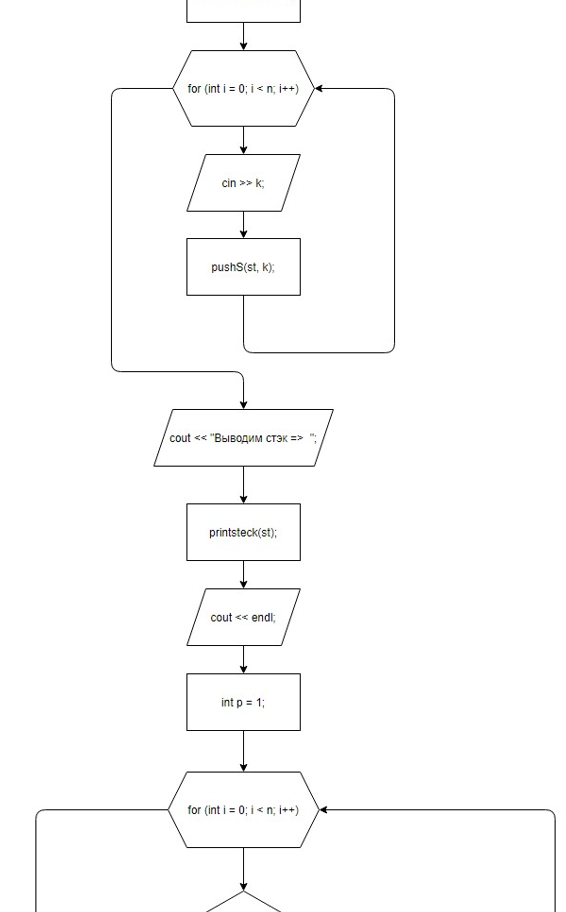 for (int i = 0; i < n; i++)
cin >> k;
pushS(st, k);
cout << "Выводим стэк =>  ";
printsteck(st);
cout << endl;
int p = 1;
for (int i = 0; i < n; i++)